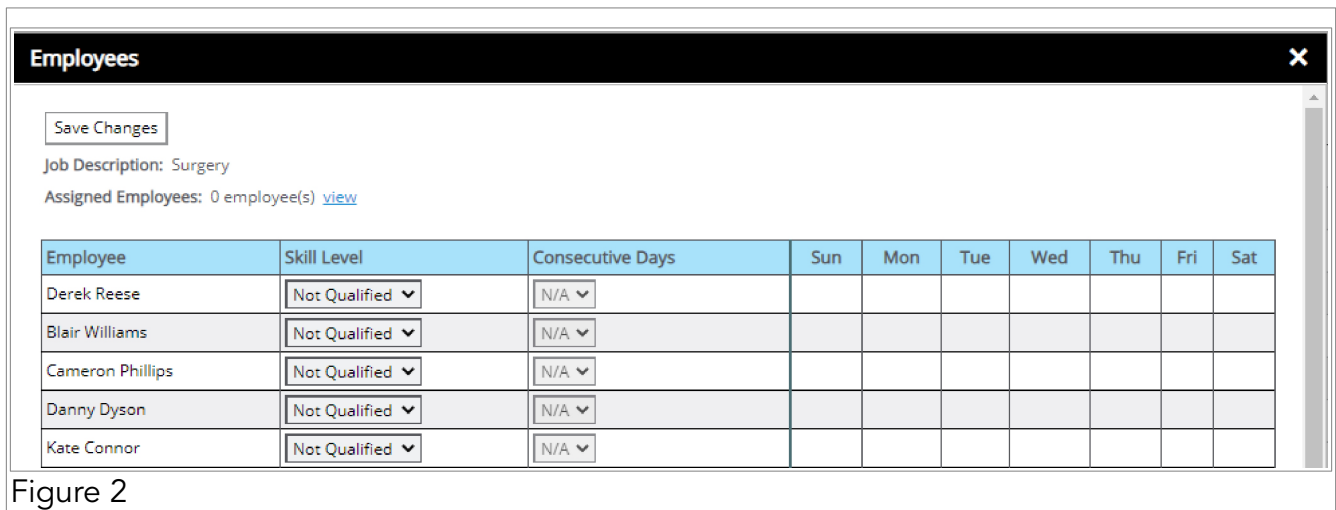 Employees
Save Changes
Job Description: Surgery
Assigned Employees: 0 employee(s) view
Employee Skill Level Consecutive Days Sun Mon Tue Wed Thu Fri Sat
Derek Reese Not Qualified N/A
Blair Williams Not Qualified N/A
Cameron Phillips Not Qualified N/A
Danny Dyson Not Qualified N/A
Kate Connor Not Qualified N/A
Figure 2